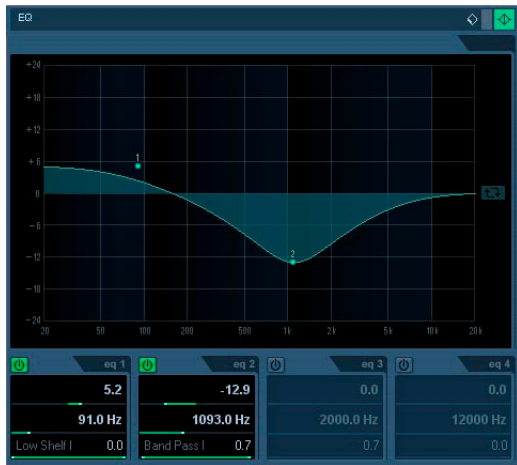 EQ
+24
+18
+12
+6
0
-6
-12
-18
-24
1
2
20 50 100 200 500 1k 2k 5k 10k 20k
eq 1 eq 2 eq 3 eq 4
5.2 -12.9 0.0 0.0
91.0 Hz 1093.0 Hz 2000.0 Hz 12000 Hz
Low Shelf I 0.0 Band Pass I 0.7 0.7 0.0